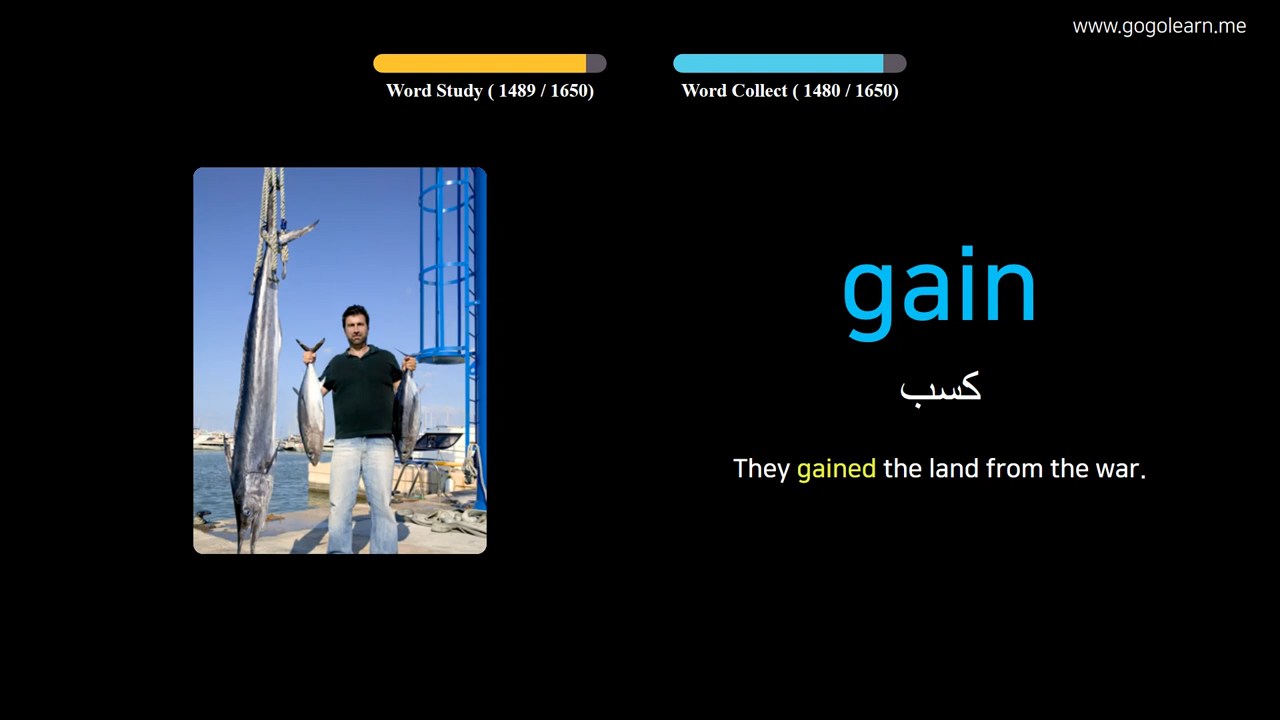 www.gogolearn.me
Word Study ( 1489 / 1650)
Word Collect ( 1480 / 1650)
gain
كسب
They gained the land from the war.